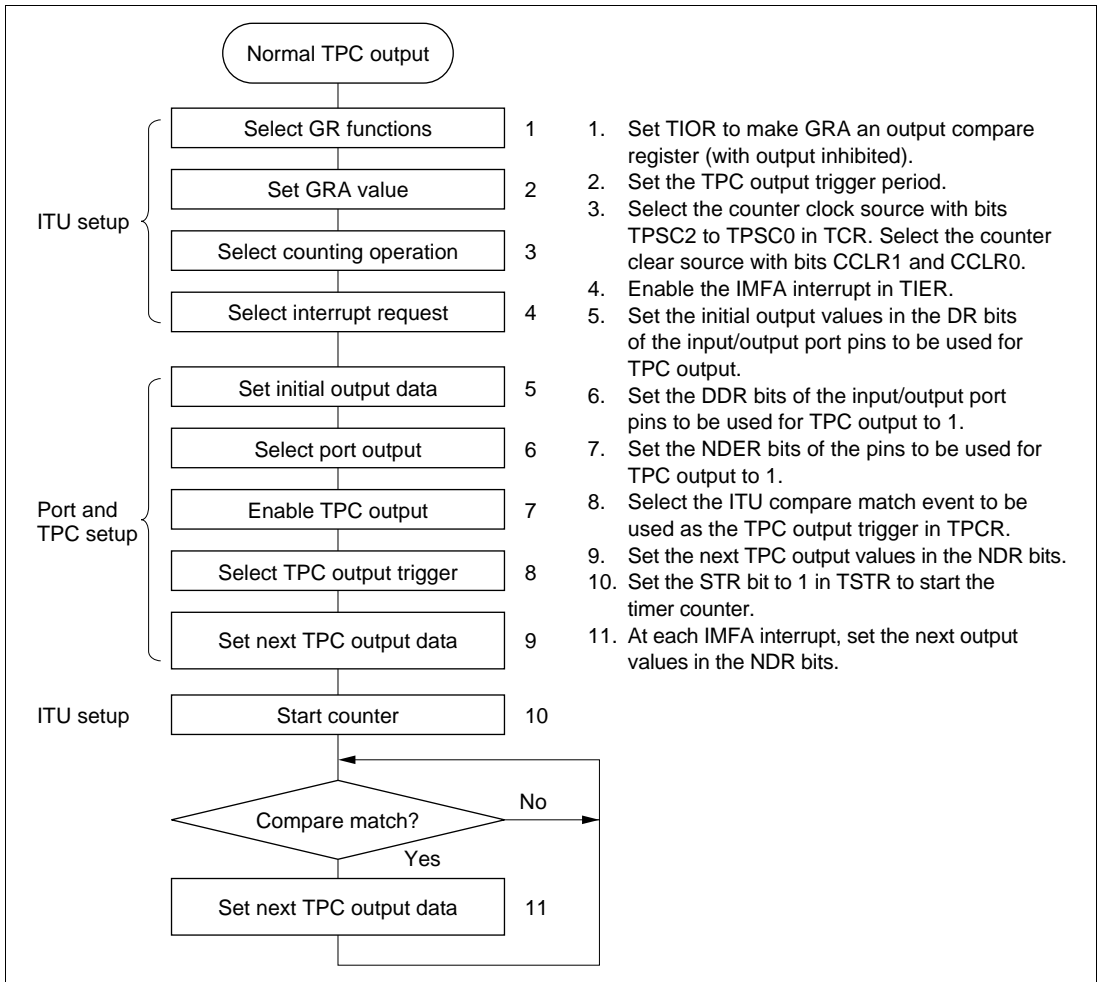 Normal TPC output
ITU setup
Select GR functions 1
Set GRA value 2
Select counting operation 3
Select interrupt request 4
Port and
TPC setup
Set initial output data 5
Select port output 6
Enable TPC output 7
Select TPC output trigger 8
Set next TPC output data 9
ITU setup
Start counter 10
Compare match?
No
Yes
Set next TPC output data 11
1. Set TIOR to make GRA an output compare
register (with output inhibited).
2. Set the TPC output trigger period.
3. Select the counter clock source with bits
TPSC2 to TPSC0 in TCR. Select the counter
clear source with bits CCLR1 and CCLR0.
4. Enable the IMFA interrupt in TIER.
5. Set the initial output values in the DR bits
of the input/output port pins to be used for
TPC output.
6. Set the DDR bits of the input/output port
pins to be used for TPC output to 1.
7. Set the NDER bits of the pins to be used for
TPC output to 1.
8. Select the ITU compare match event to be
used as the TPC output trigger in TPCR.
9. Set the next TPC output values in the NDR bits.
10. Set the STR bit to 1 in TSTR to start the
timer counter.
11. At each IMFA interrupt, set the next output
values in the NDR bits.